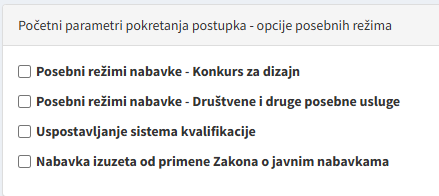 Početni parametri pokretanja postupka - opcije posebnih režima
Posebni režimi nabavke - Konkurs za dizajn
Posebni režimi nabavke - Društvene i druge posebne usluge
Uspostavljanje sistema kvalifikacije
Nabavka izuzeta od primene Zakona o javnim nabavkama